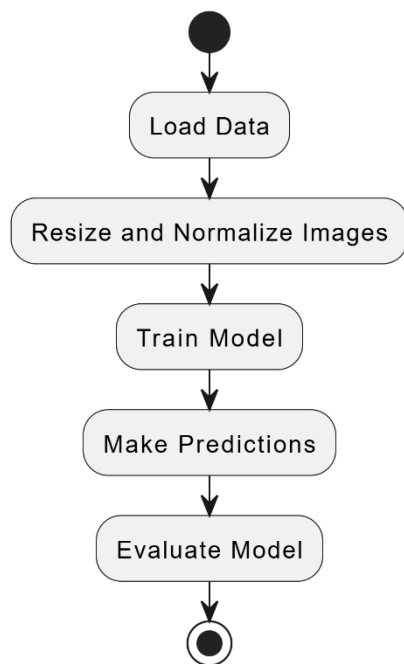 Load Data
Resize and Normalize Images
Train Model
Make Predictions
Evaluate Model